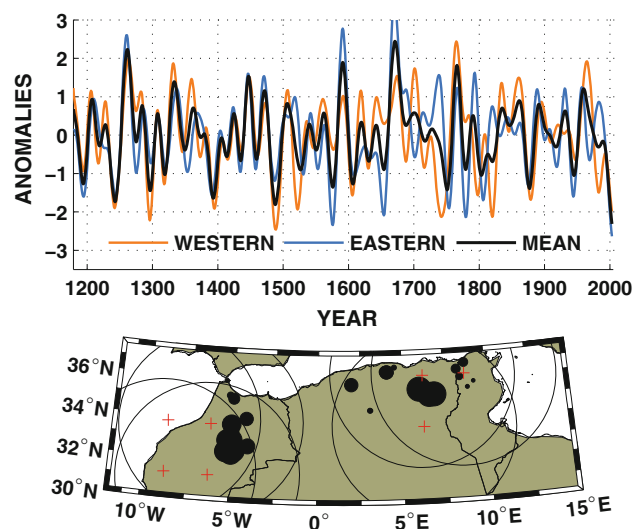 3
2
1
0
−1
−2
−3
ANOMALIES
WESTERN EASTERN MEAN
1200 1300 1400 1500 1600 1700 1800 1900 2000
YEAR
36°N
34°N
32°N
30°N
10°W 5°W 0° 5°E 10°E 15°E